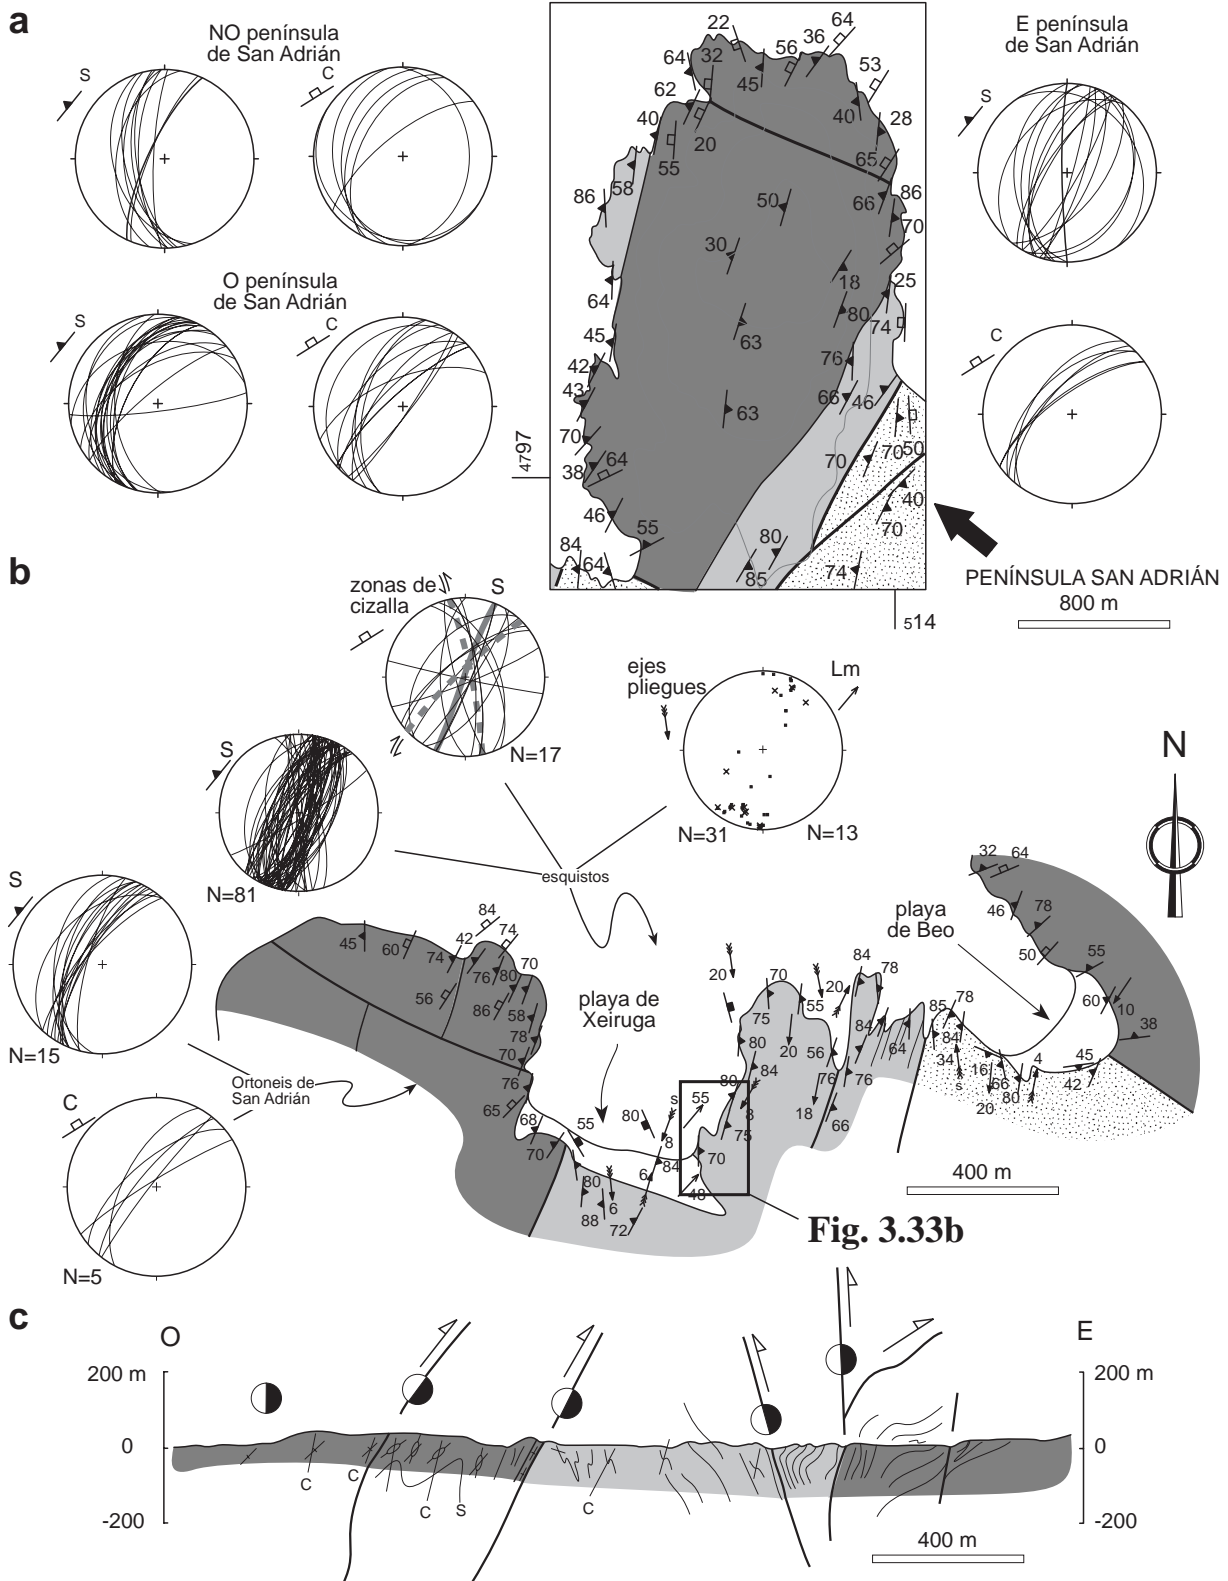 a
NO península
de San Adrián
S
C
O península
de San Adrián
S
C
22
64
36
56
32
64
53
62
45
40
40
28
20
55
65
58
86
66
86
50
70
30
18
25
64
80
74
45
63
76
42
43
66
46
63
70
70
50
70
38
64
40
46
70
55
80
84
64
85
74
4797
514
E península
de San Adrián
S
C
PENÍNSULA SAN ADRIÁN
800 m
b
zonas de
cizalla
S
N=17
ejes
pliegues
Lm
N=31
N=13
N
S
N=81
esquistos
S
N=15
Ortoneis de
San Adrián
C
N=5
playa de
Xeiruga
playa
de Beo
45
60
84
42
74
74
76
80
70
56
86
58
78
70
76
65
68
70
55
80
88
6
72
80
s
8
6
84
55
70
48
20
70
75
80
84
80
8
75
55
20
20
56
76
18
84
78
84
64
76
66
85
78
84
34
s
16
66
20
80
4
45
42
32
64
46
78
50
55
60
10
38
400 m
Fig. 3.33b
c
O
E
200 m
0
-200
C
C
C
S
C
200 m
0
-200
400 m